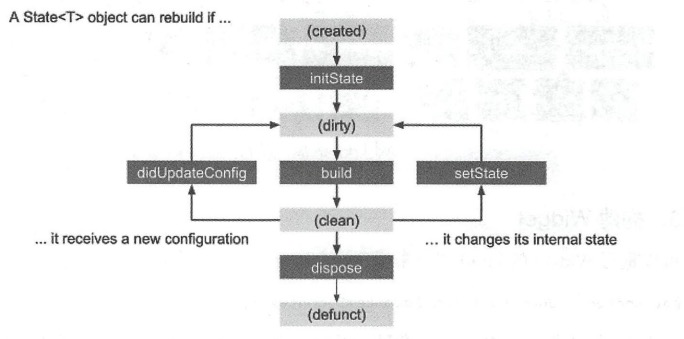 A State<T> object can rebuild if ...
(created)
initState
(dirty)
didUpdateConfig
build
setState
(clean)
... it receives a new configuration
... it changes its internal state
dispose
(defunct)